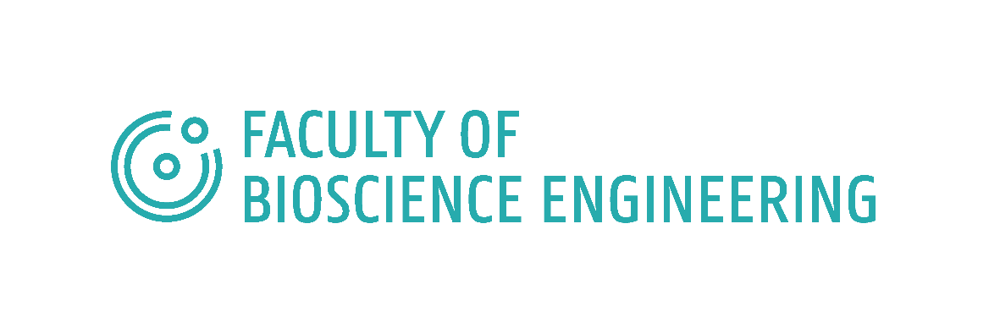 FACULTY OF
BIOSCIENCE ENGINEERING